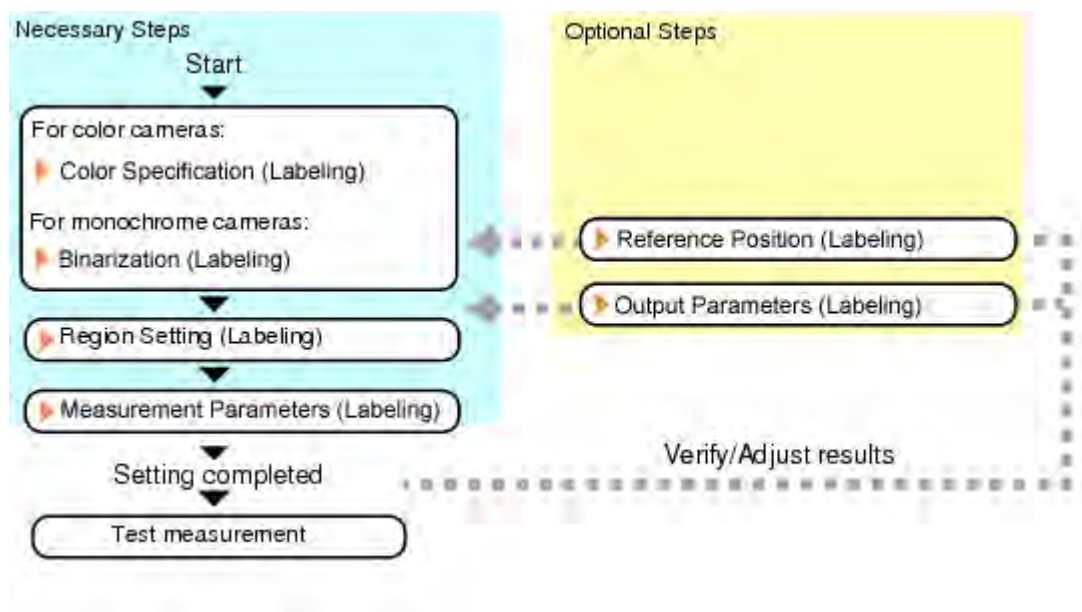 Necessary Steps
Start
For color cameras:
Color Specification (Labeling)
For monochrome cameras:
Binarization (Labeling)
Region Setting (Labeling)
Measurement Parameters (Labeling)
Setting completed
Test measurement
Optional Steps
Reference Position (Labeling)
Output Parameters (Labeling)
Verify/Adjust results